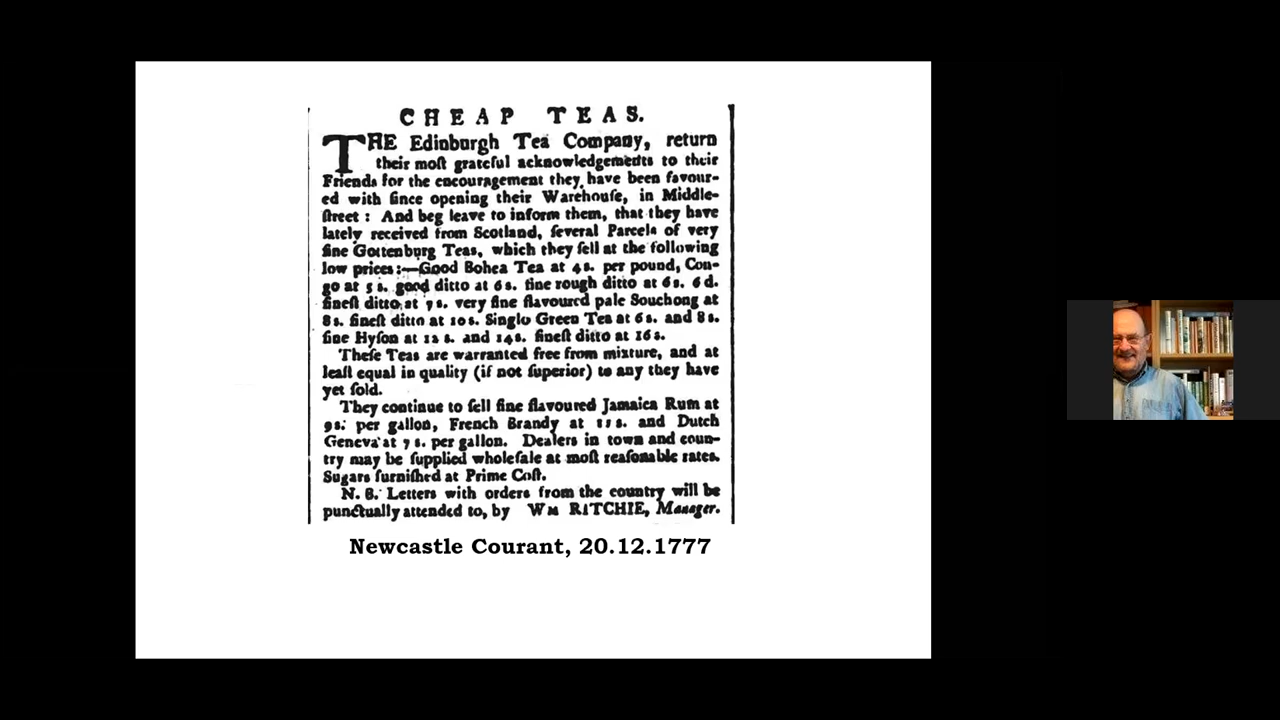 CHEAP TEAS.
THE Edinburgh Tea Company, return
their moſt grateful acknowledgements to their
Friends for the encouragement they have been favour-
ed with ſince opening their Warehouſe, in Middle-
ſtreet : And beg leave to inform them, that they have
lately received from Scotland, ſeveral Parcels of very
fine Gottenburg Teas, which they ſell at the following
low prices:—Good Bohea Tea at 4s. per pound, Con-
go at 5s. good ditto at 6s. fine rough ditto at 6s. 6d.
fineſt ditto at 7s. very fine flavoured pale Souchong at
8s. fineſt ditto at 10s. Singlo Green Tea at 6s. and 8s.
fine Hyſon at 12s. and 14s. fineſt ditto at 16s.
Theſe Teas are warranted free from mixture, and at
leaſt equal in quality (if not ſuperior) to any they have
yet ſold.
They continue to ſell fine flavoured Jamaica Rum at
9s. per gallon, French Brandy at 11s. and Dutch
Geneva at 7s. per gallon. Dealers in town and coun-
try may be ſupplied wholeſale at moſt reaſonable rates.
Sugars furniſhed at Prime Coſt.
N. B. Letters with orders from the country will be
punctually attended to, by Wm RITCHIE, Manager.
Newcastle Courant, 20.12.1777